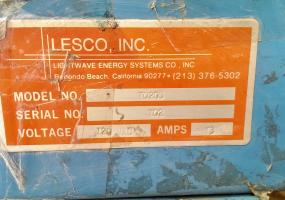 LESCO, INC.
LIGHTWAVE ENERGY SYSTEMS CO., INC
Redondo Beach, California 90277 • (213) 376-5302
MODEL NO.
SERIAL NO.
VOLTAGE 120 AMPS